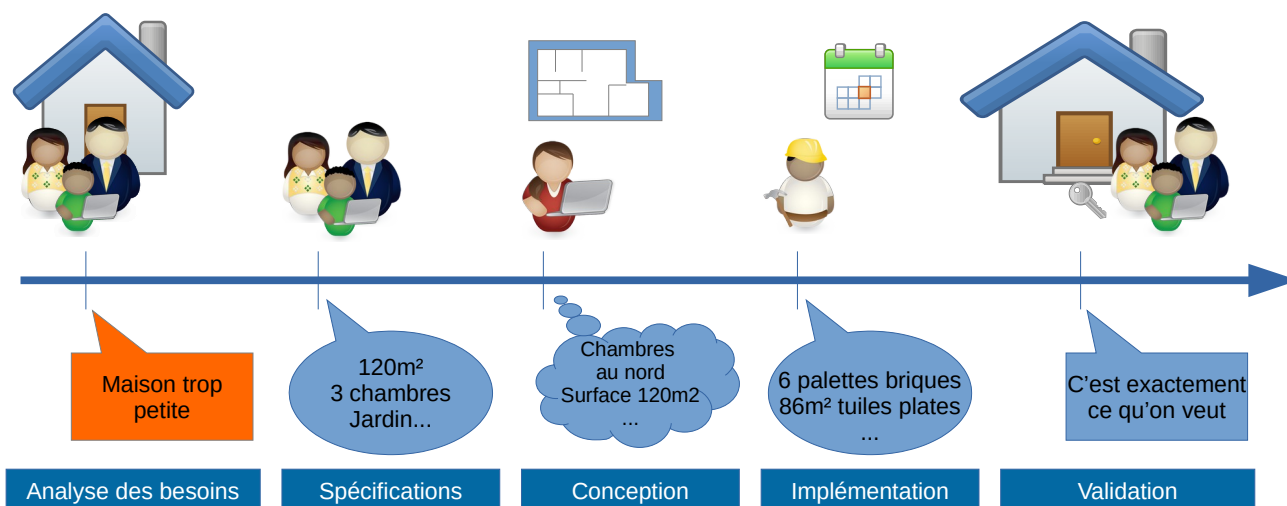 Maison trop
petite
120m²
3 chambres
Jardin...
Chambres
au nord
Surface 120m2
...
6 palettes briques
86m² tuiles plates
...
C'est exactement
ce qu'on veut
Analyse des besoins
Spécifications
Conception
Implémentation
Validation